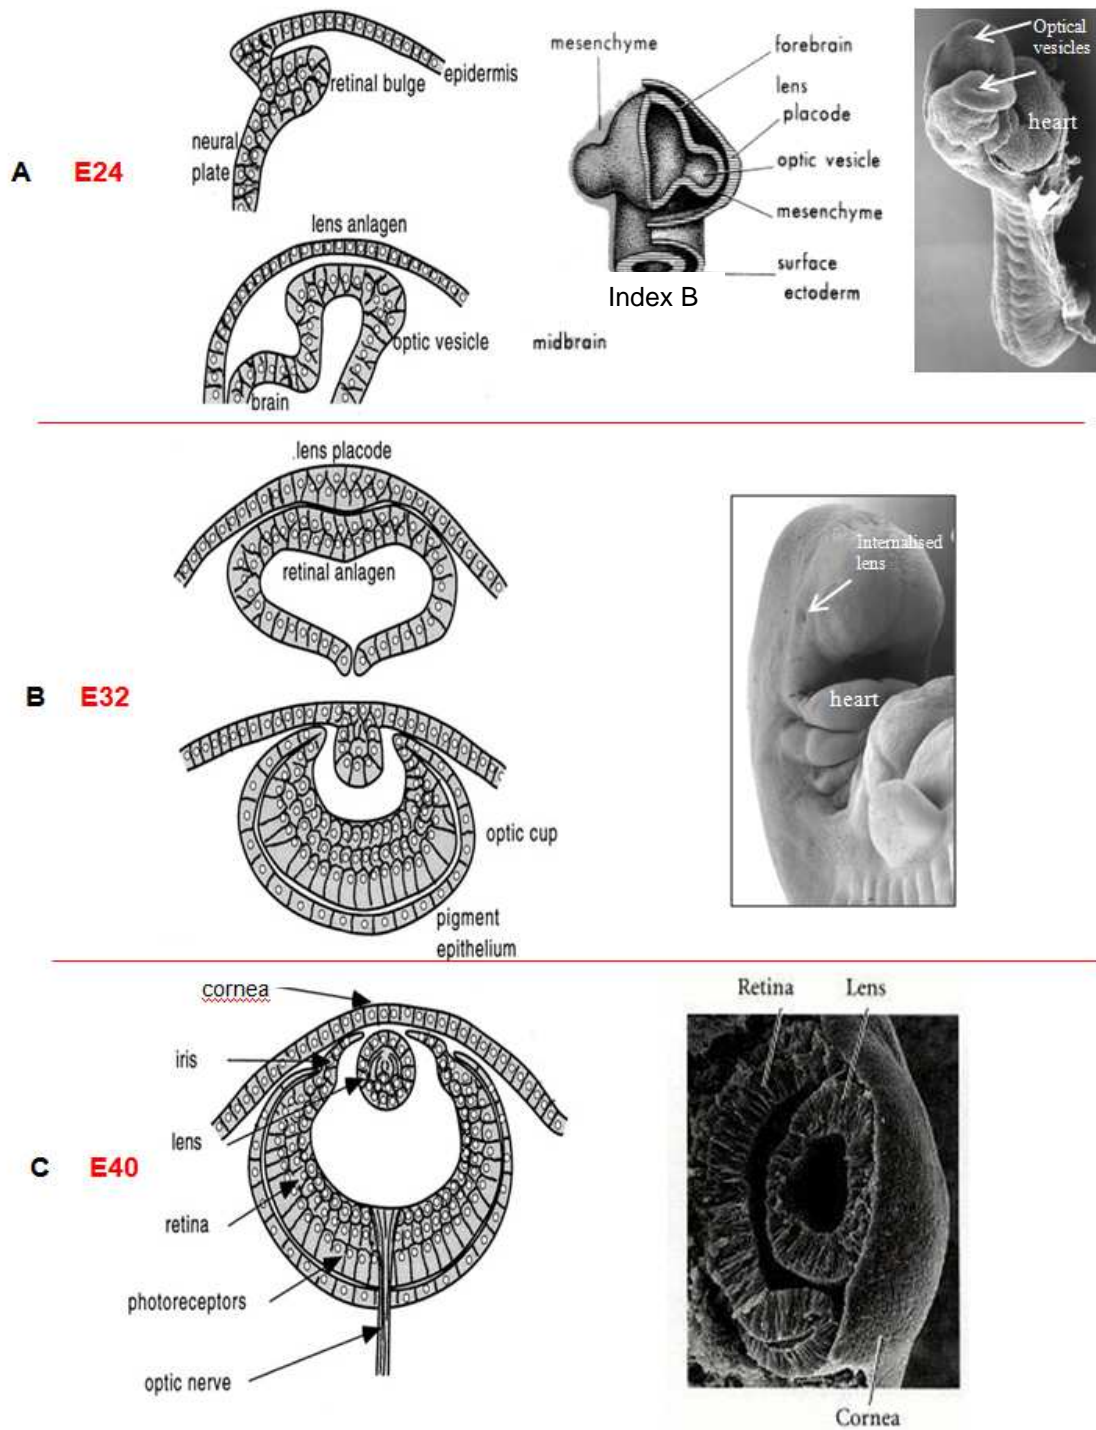 A E24
retinal bulge
epidermis
neural
plate
lens anlagen
optic vesicle
brain
mesenchyme
forebrain
lens
placode
optic vesicle
mesenchyme
surface
ectoderm
Index B
midbrain
Optical
vesicles
heart
B E32
lens placode
retinal anlagen
optic cup
pigment
epithelium
Internalised
lens
heart
C E40
cornea
iris
lens
retina
photoreceptors
optic nerve
Retina Lens
Cornea